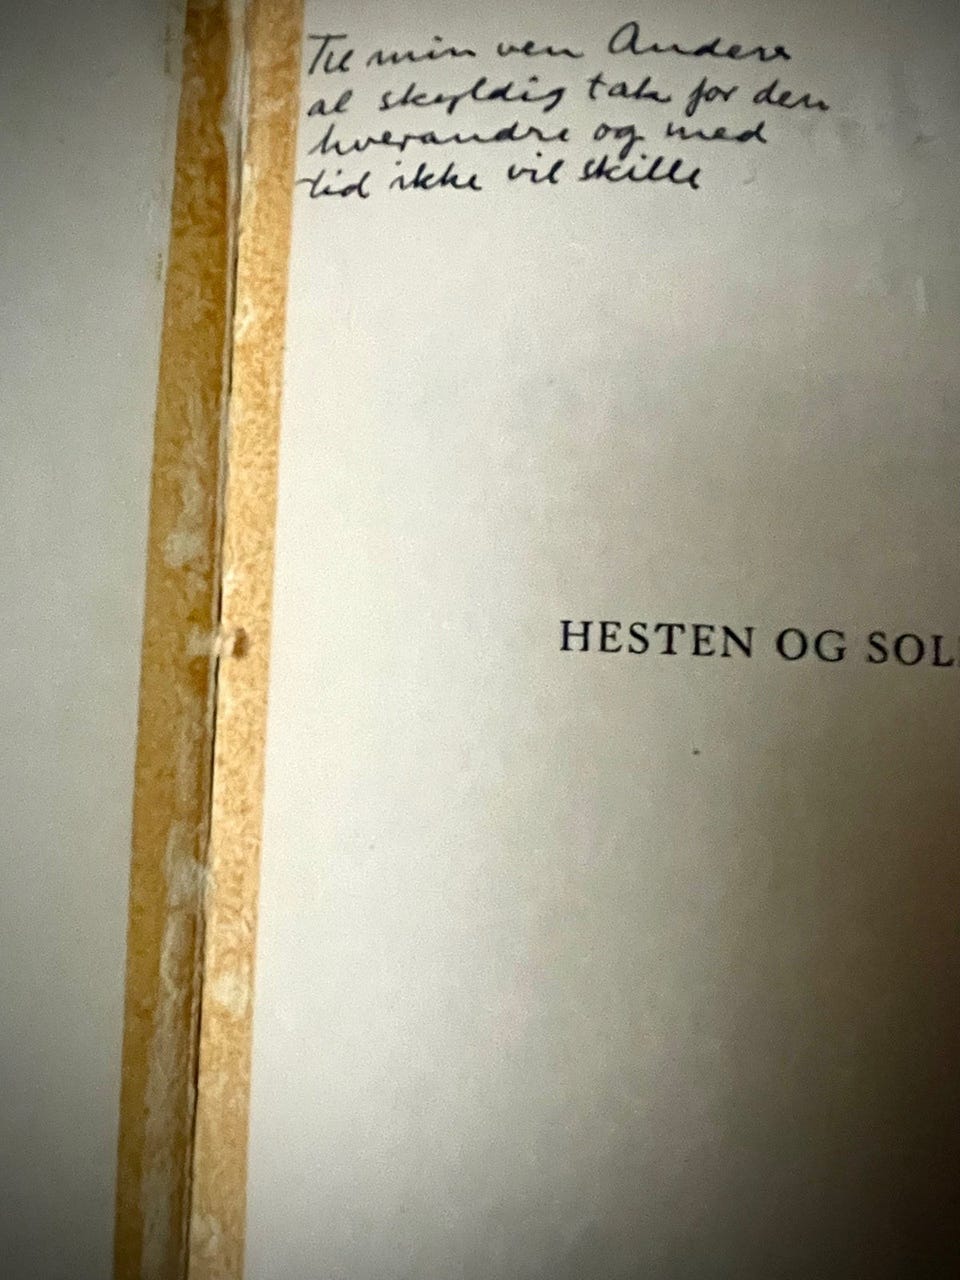 Til min ven Anders
al skyldig tak for den
hverandre og med
tid ikke vil skille
HESTEN OG SOL